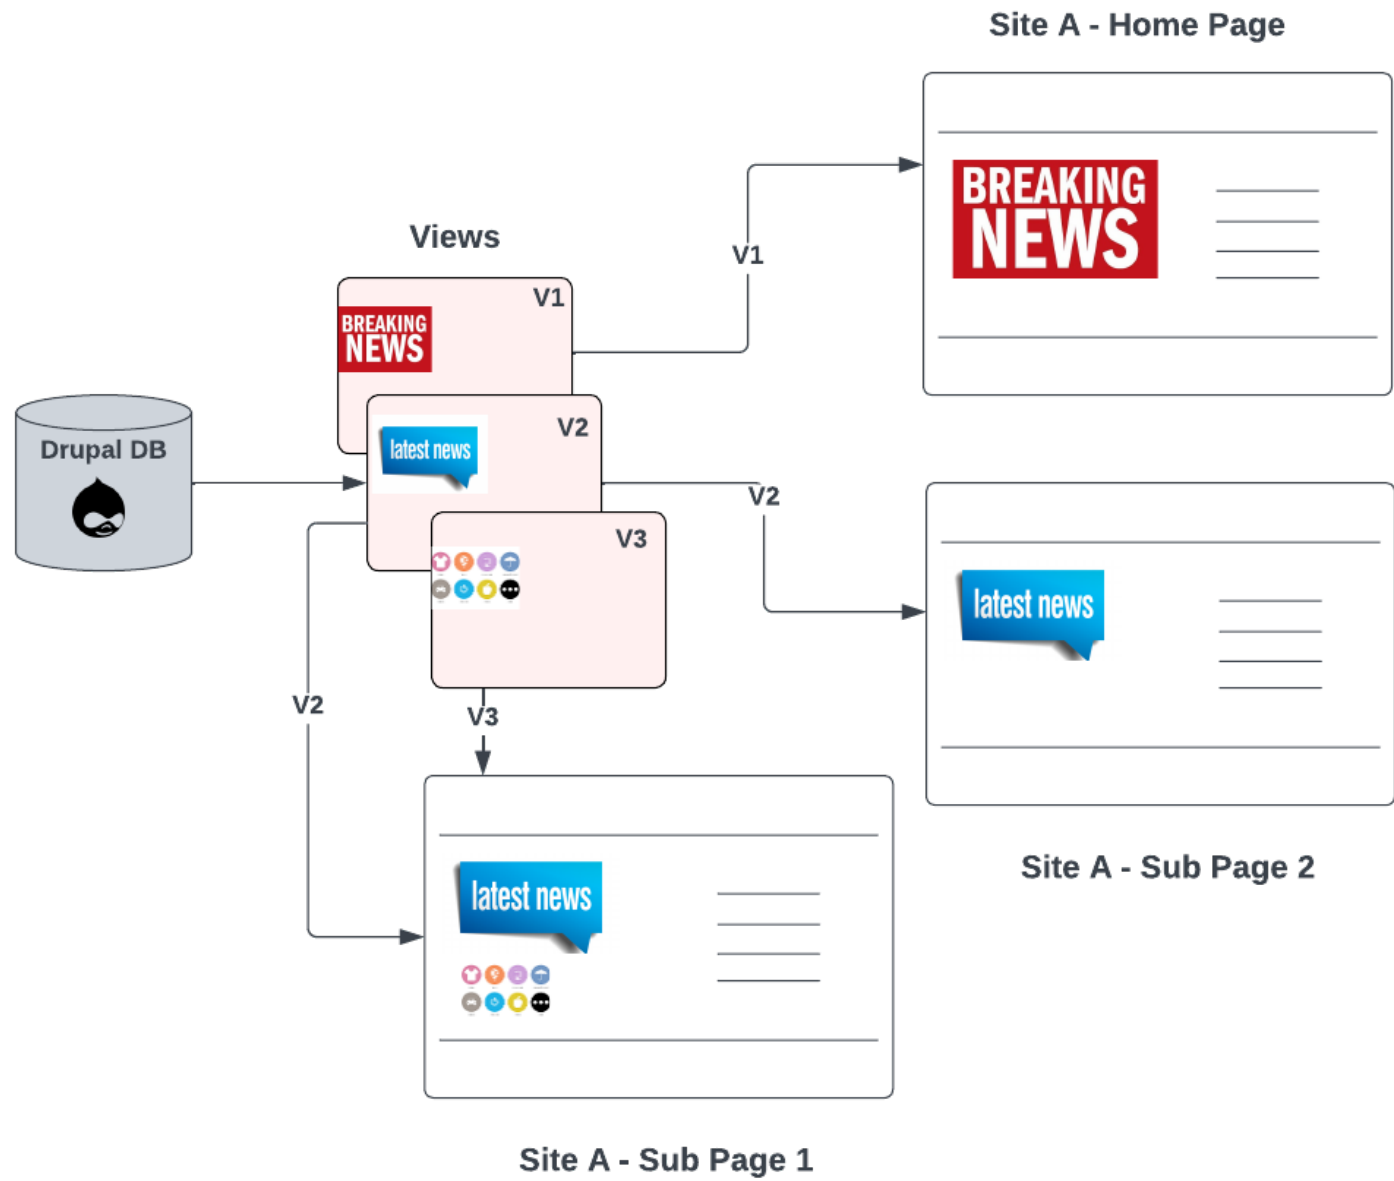 Site A - Home Page
BREAKING
NEWS
V1
Views
V1
BREAKING
NEWS
Drupal DB
V2
latest news
V2
V3
latest news
V2
V3
Site A - Sub Page 2
latest news
Site A - Sub Page 1